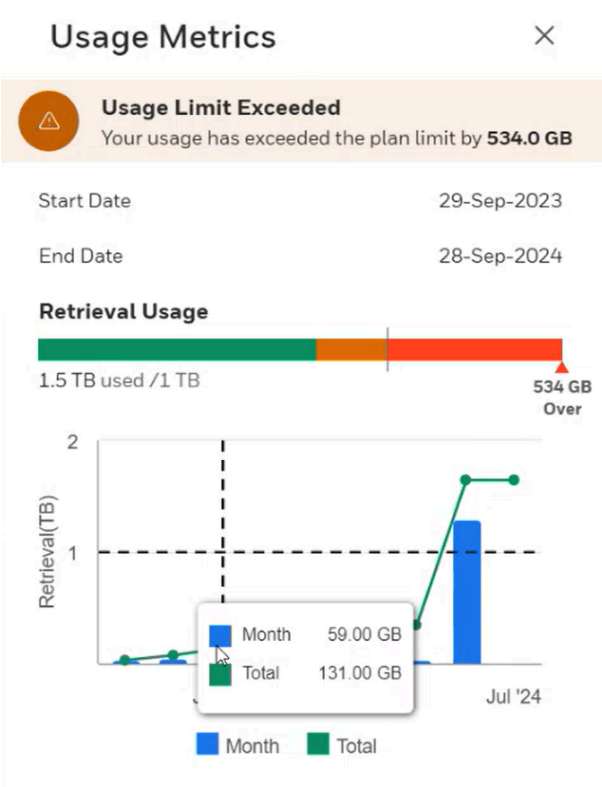 Usage Metrics
Usage Limit Exceeded
Your usage has exceeded the plan limit by 534.0 GB
Start Date 29-Sep-2023
End Date 28-Sep-2024
Retrieval Usage
1.5 TB used /1 TB
534 GB
Over
2
Retrieval(TB)
1
Month 59.00 GB
Total 131.00 GB
Jul '24
Month Total